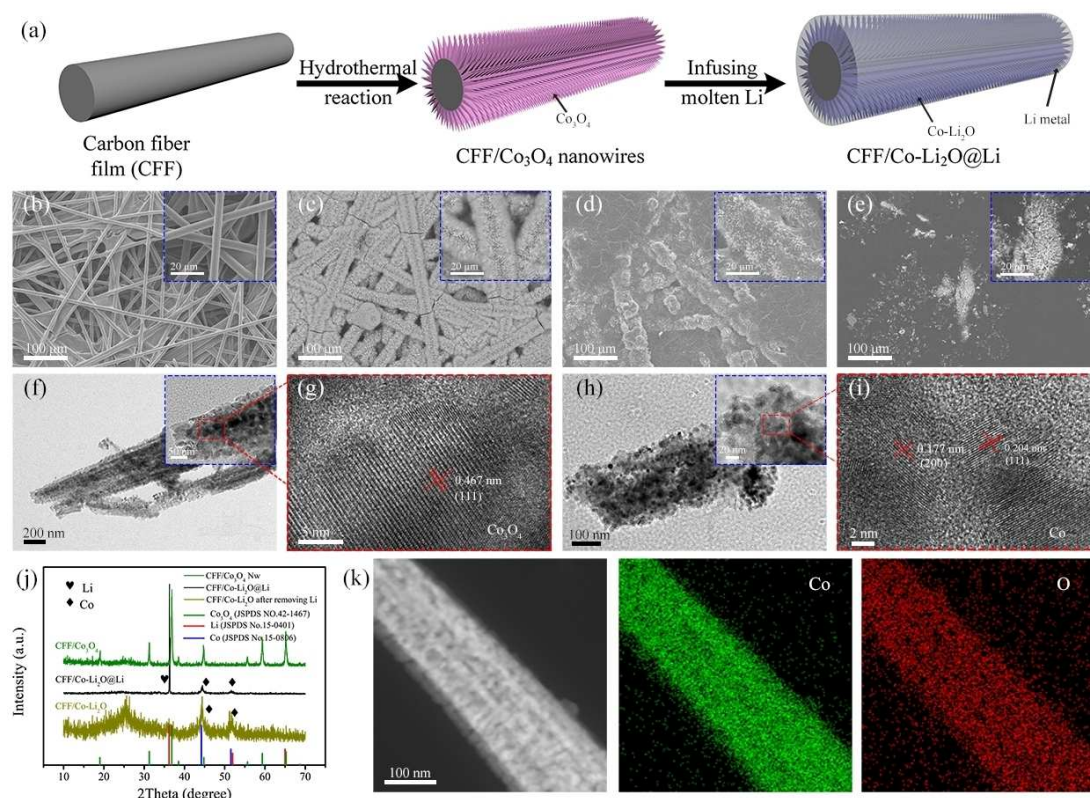 (a)
Hydrothermal
reaction
Infusing
molten Li
Co₃O₄
Co-Li₂O
Li metal
Carbon fiber
film (CFF)
CFF/Co₃O₄ nanowires
CFF/Co-Li₂O@Li
(b)
20 μm
100 μm
(c)
20 μm
100 μm
(d)
20 μm
100 μm
(e)
20 μm
100 μm
(f)
50 nm
200 nm
(g)
0.467 nm
(111)
5 nm
Co₃O₄
(h)
20 nm
100 nm
(i)
0.177 nm
(200)
0.204 nm
(111)
2 nm
Co
(j)
Li
Co
CFF/Co₃O₄ Nw
CFF/Co-Li₂O@Li
CFF/Co-Li₂O after removing Li
Co₃O₄ (JSPDS NO.42-1467)
Li (JSPDS No.15-0401)
Co (JSPDS No.15-0806)
CFF/Co₃O₄
CFF/Co-Li₂O@Li
CFF/Co-Li₂O
Intensity (a.u.)
10 20 30 40 50 60 70
2Theta (degree)
(k)
100 nm
Co
O